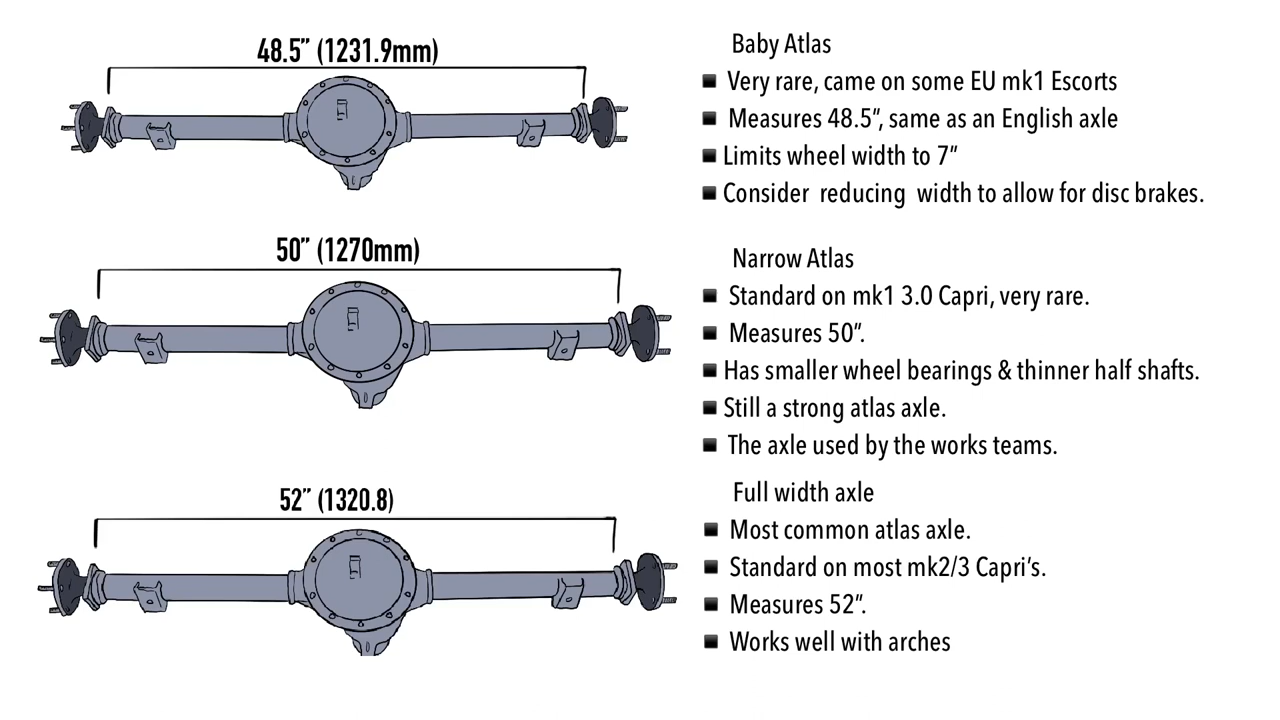 48.5” (1231.9mm)
Baby Atlas
Very rare, came on some EU mk1 Escorts
Measures 48.5”, same as an English axle
Limits wheel width to 7”
Consider reducing width to allow for disc brakes.
50” (1270mm)
Narrow Atlas
Standard on mk1 3.0 Capri, very rare.
Measures 50”.
Has smaller wheel bearings & thinner half shafts.
Still a strong atlas axle.
The axle used by the works teams.
52” (1320.8)
Full width axle
Most common atlas axle.
Standard on most mk2/3 Capri’s.
Measures 52”.
Works well with arches